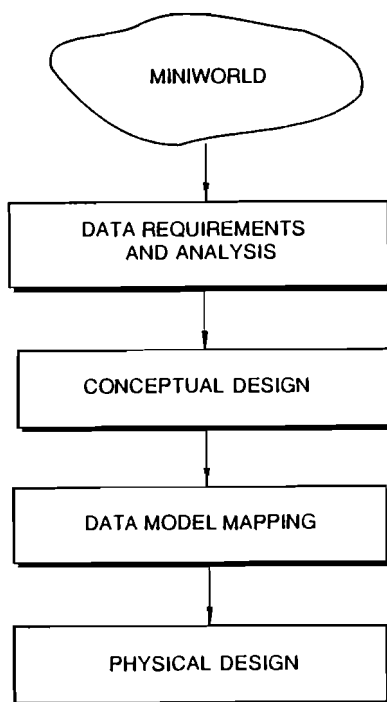 MINIWORLD
DATA REQUIREMENTS
AND ANALYSIS
CONCEPTUAL DESIGN
DATA MODEL MAPPING
PHYSICAL DESIGN